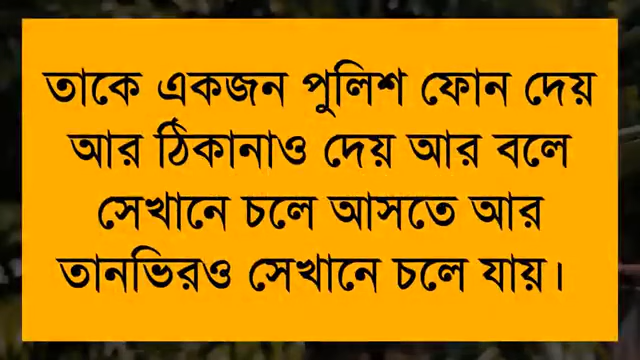 তাকে একজন পুলিশ ফোন দেয়
আর ঠিকানাও দেয় আর বলে
সেখানে চলে আসতে আর
তানভিরও সেখানে চলে যায়।